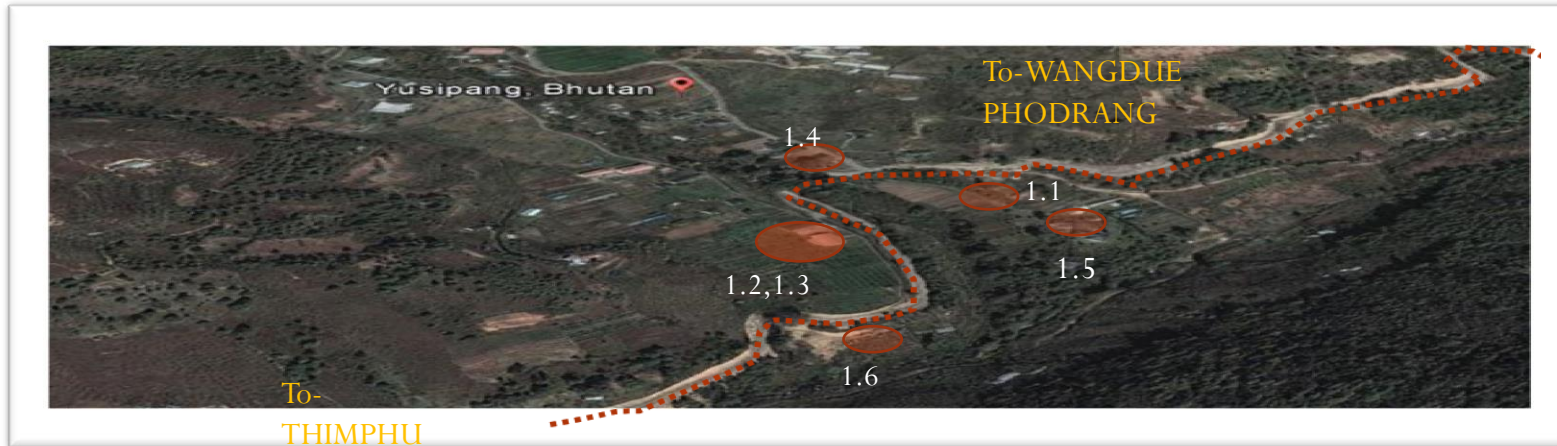 To-WANGDUE
PHODRANG
Yusipang, Bhutan
1.4
1.1
1.5
1.2,1.3
1.6
To-
THIMPHU